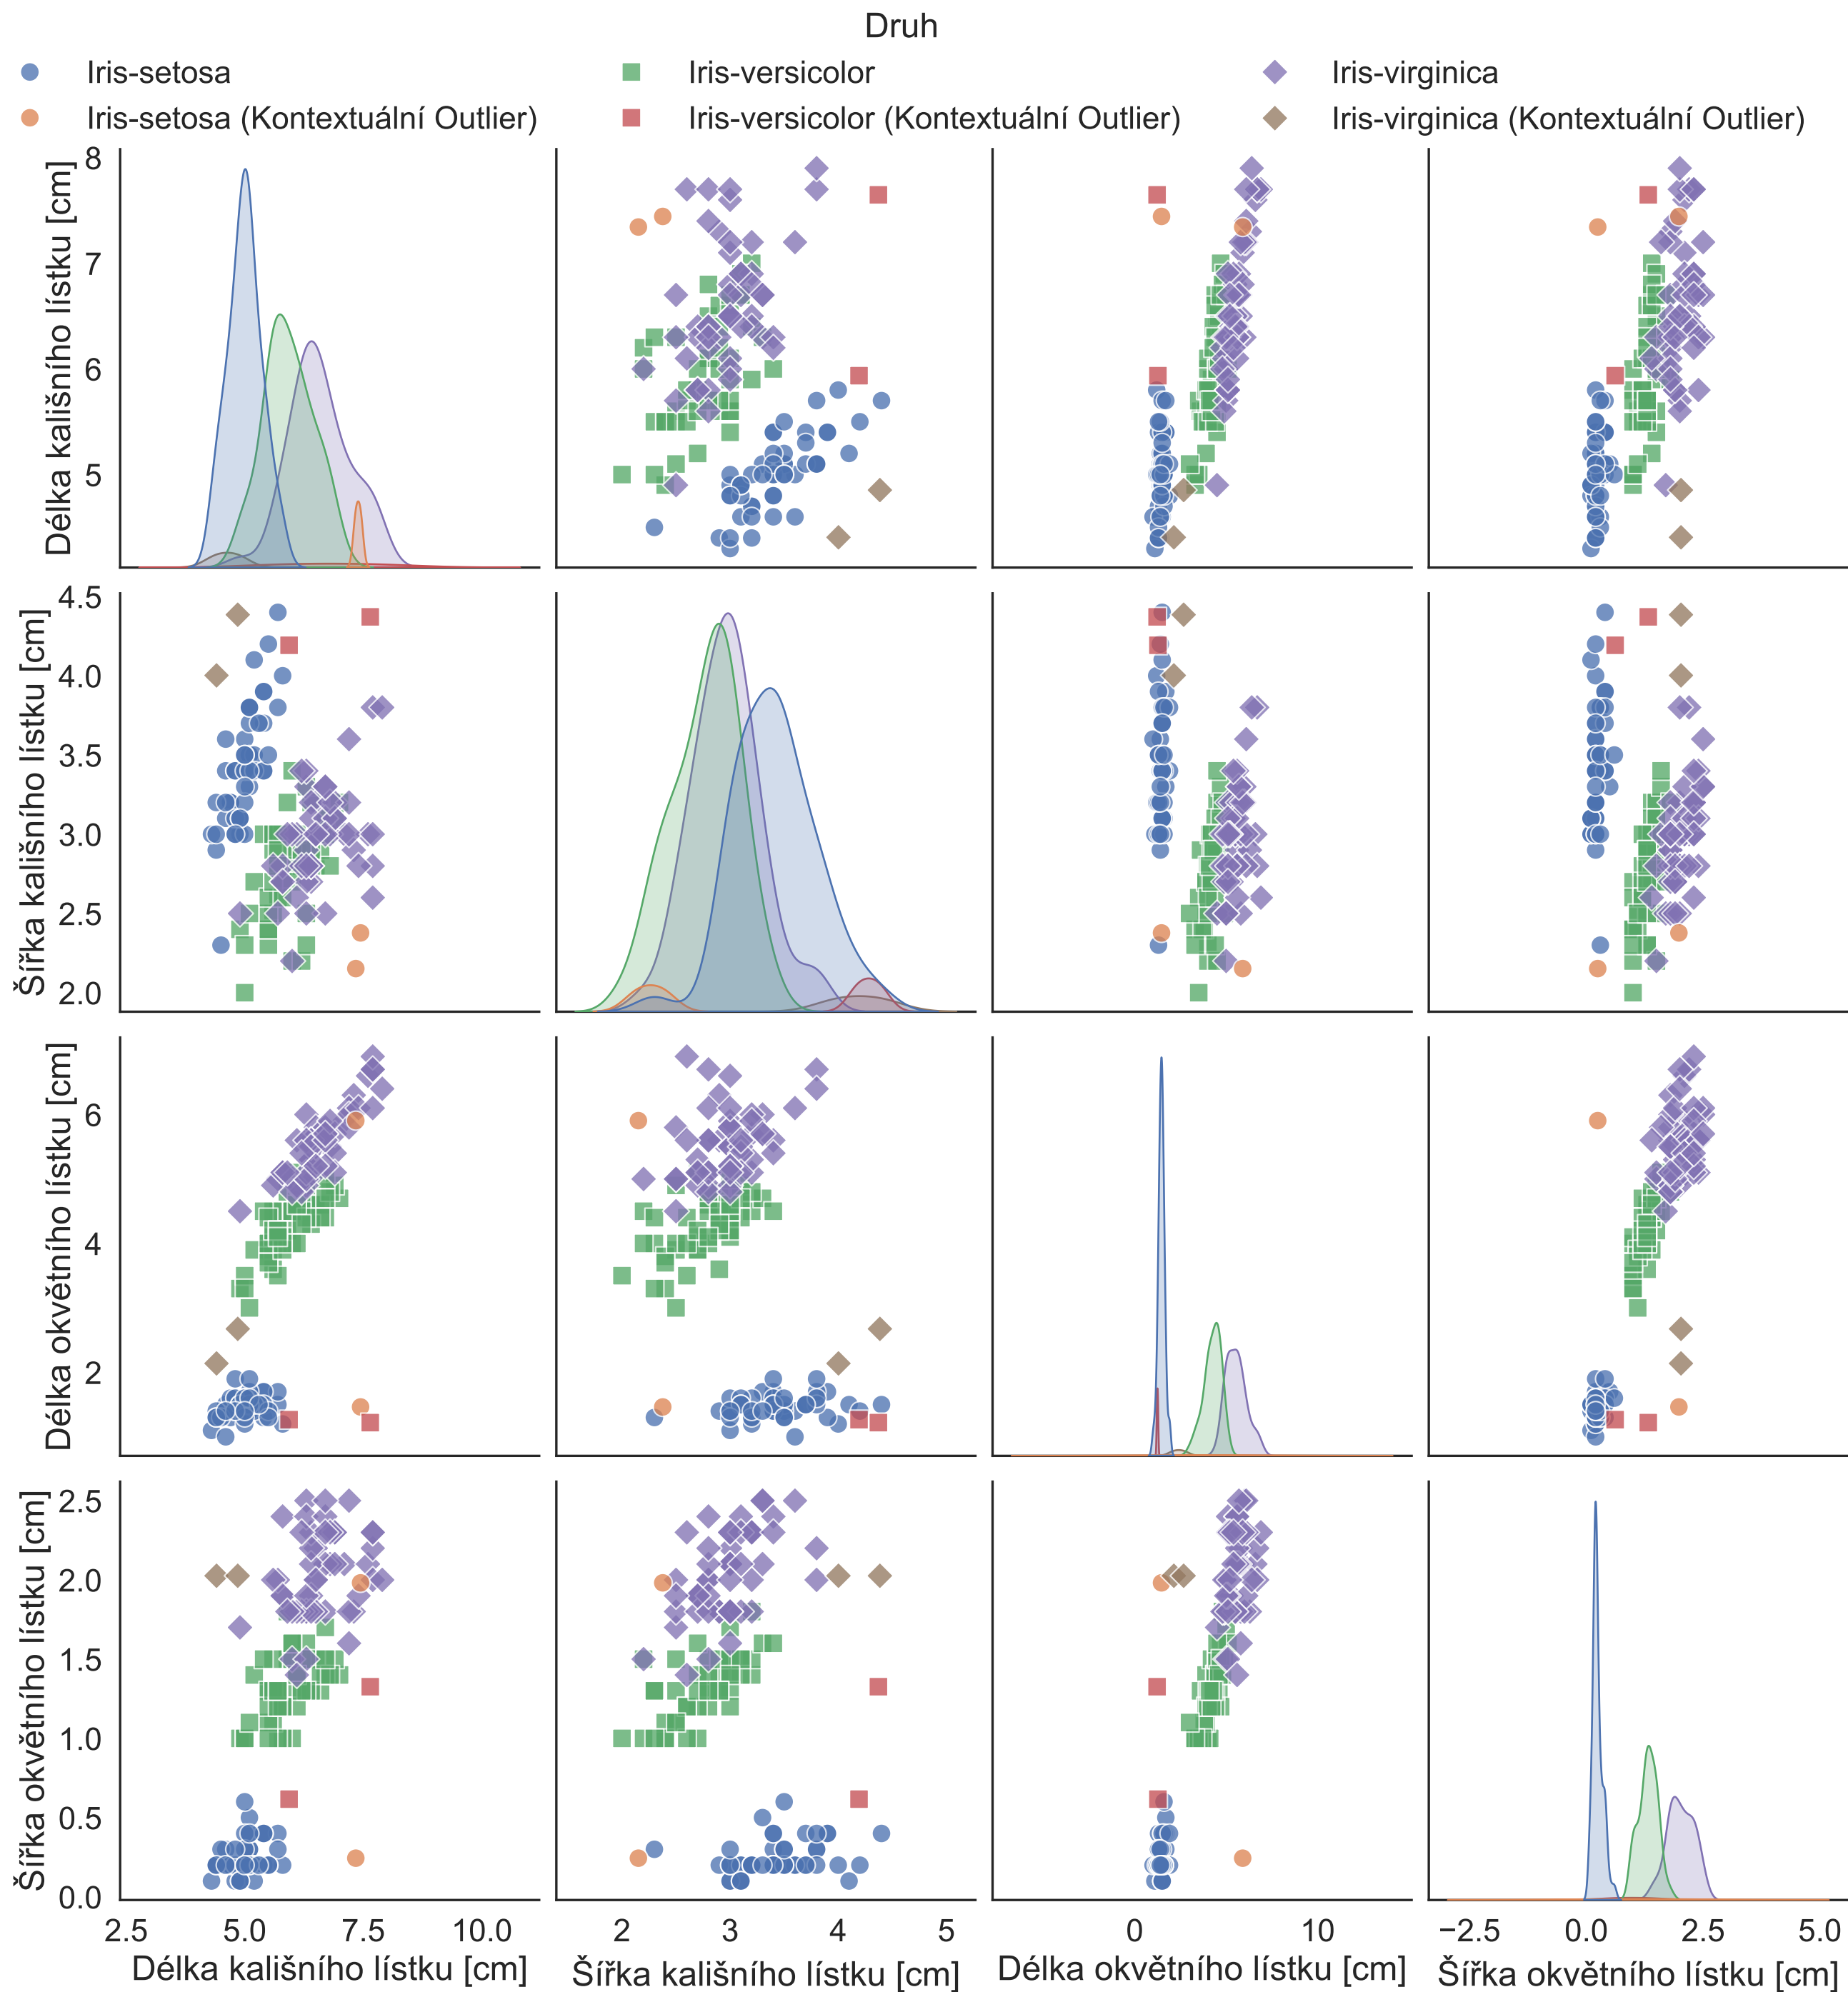 Druh
Iris-setosa
Iris-versicolor
Iris-virginica
Iris-setosa (Kontextuální Outlier)
Iris-versicolor (Kontextuální Outlier)
Iris-virginica (Kontextuální Outlier)
Délka kališního lístku [cm]
8
7
6
5
Šířka kališního lístku [cm]
4.5
4.0
3.5
3.0
2.5
2.0
Délka okvětního lístku [cm]
6
4
2
Šířka okvětního lístku [cm]
2.5
2.0
1.5
1.0
0.5
0.0
2.5 5.0 7.5 10.0
2 3 4 5
0 10
−2.5 0.0 2.5 5.0
Délka kališního lístku [cm]
Šířka kališního lístku [cm]
Délka okvětního lístku [cm]
Šířka okvětního lístku [cm]